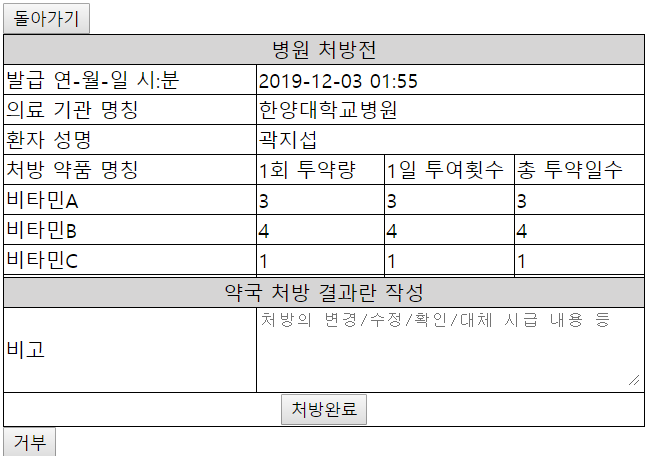 돌아가기
병원 처방전
발급 연-월-일 시:분 2019-12-03 01:55
의료 기관 명칭 한양대학교병원
환자 성명 곽지섭
처방 약품 명칭 1회 투약량 1일 투여횟수 총 투약일수
비타민A 3 3 3
비타민B 4 4 4
비타민C 1 1 1
약국 처방 결과란 작성
비고 처방의 변경/수정/확인/대체 시급 내용 등
처방완료
거부